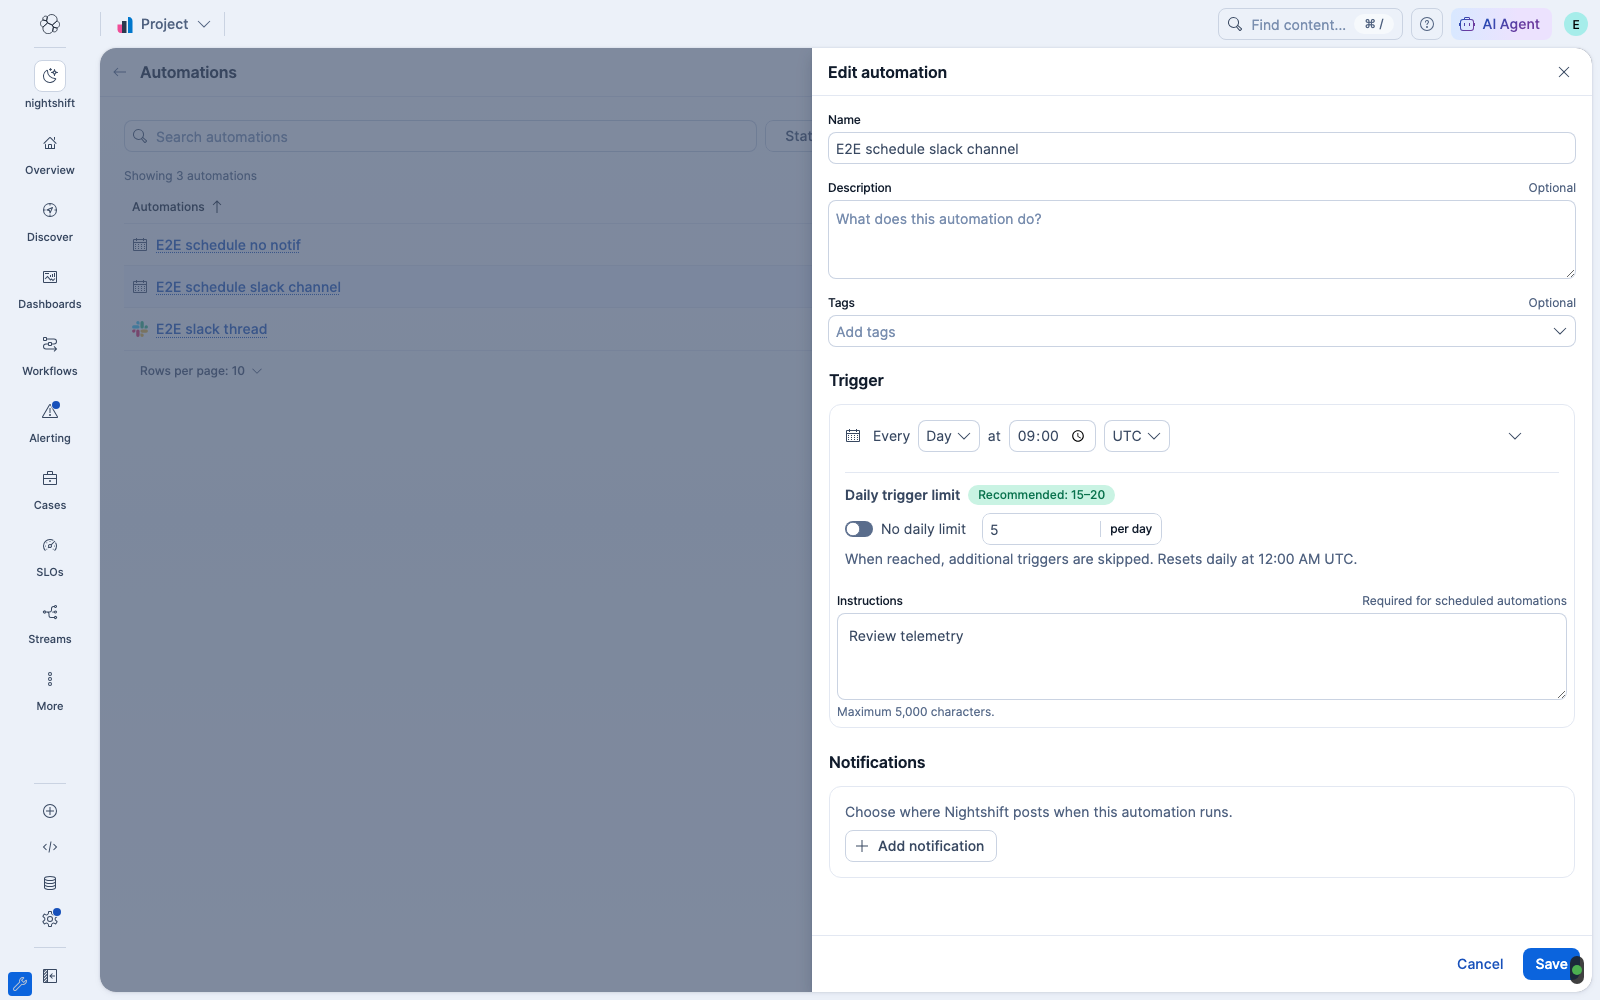 Project
Find content...
⌘ /
AI Agent
E
nightshift
Overview
Discover
Dashboards
Workflows
Alerting
Cases
SLOs
Streams
More
Automations
Search automations
Stat
Showing 3 automations
Automations
E2E schedule no notif
E2E schedule slack channel
E2E slack thread
Rows per page: 10
Edit automation
Name
E2E schedule slack channel
Description Optional
What does this automation do?
Tags Optional
Add tags
Trigger
Every Day at 09:00 UTC
Daily trigger limit Recommended: 15–20
No daily limit 5 per day
When reached, additional triggers are skipped. Resets daily at 12:00 AM UTC.
Instructions Required for scheduled automations
Review telemetry
Maximum 5,000 characters.
Notifications
Choose where Nightshift posts when this automation runs.
Add notification
Cancel Save